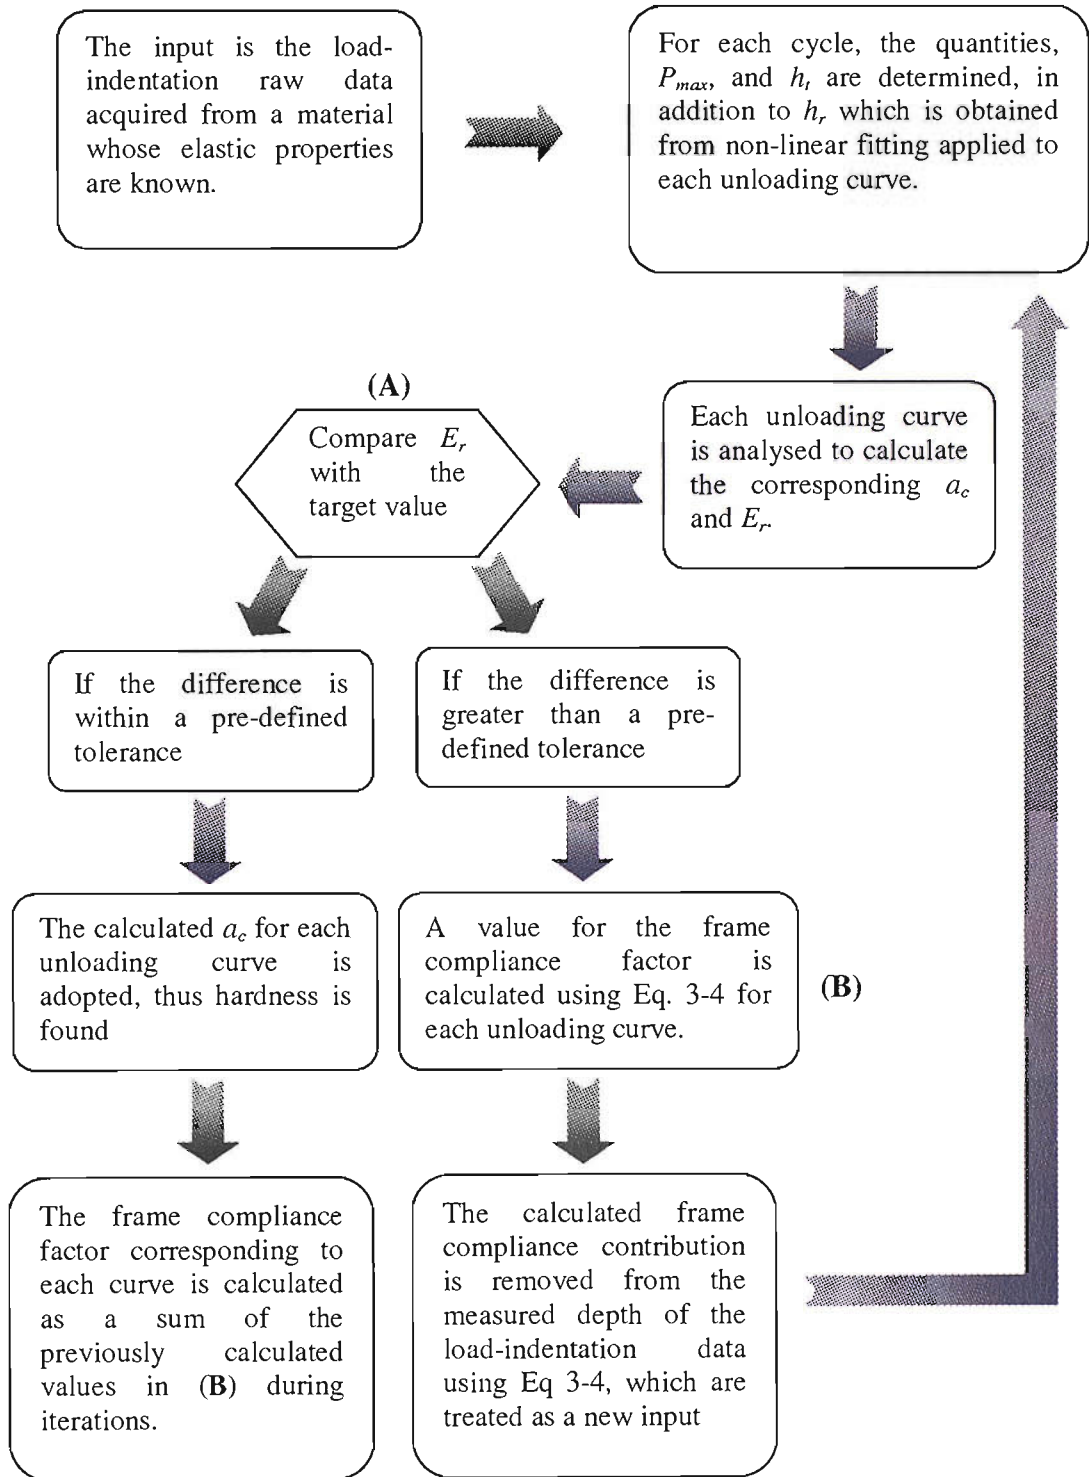 The input is the load-
indentation raw data
acquired from a material
whose elastic properties
are known.
For each cycle, the quantities,
P_max, and h_t are determined, in
addition to h_r which is obtained
from non-linear fitting applied to
each unloading curve.
Each unloading curve
is analysed to calculate
the corresponding a_c
and E_r.
(A)
Compare E_r
with the
target value
If the difference is
within a pre-defined
tolerance
If the difference is
greater than a pre-
defined tolerance
The calculated a_c for each
unloading curve is
adopted, thus hardness is
found
A value for the frame
compliance factor is
calculated using Eq. 3-4 for
each unloading curve.
(B)
The frame compliance
factor corresponding to
each curve is calculated
as a sum of the
previously calculated
values in (B) during
iterations.
The calculated frame
compliance contribution
is removed from the
measured depth of the
load-indentation data
using Eq 3-4, which are
treated as a new input